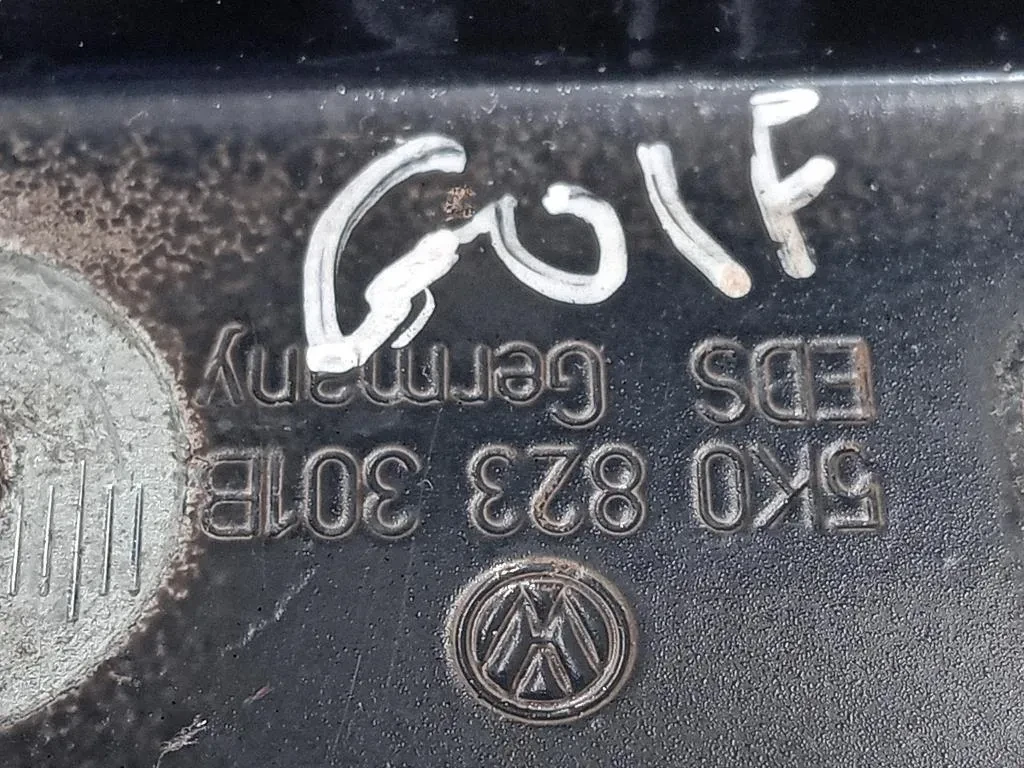 GOlF
5K0 823 301B
EDS Germany